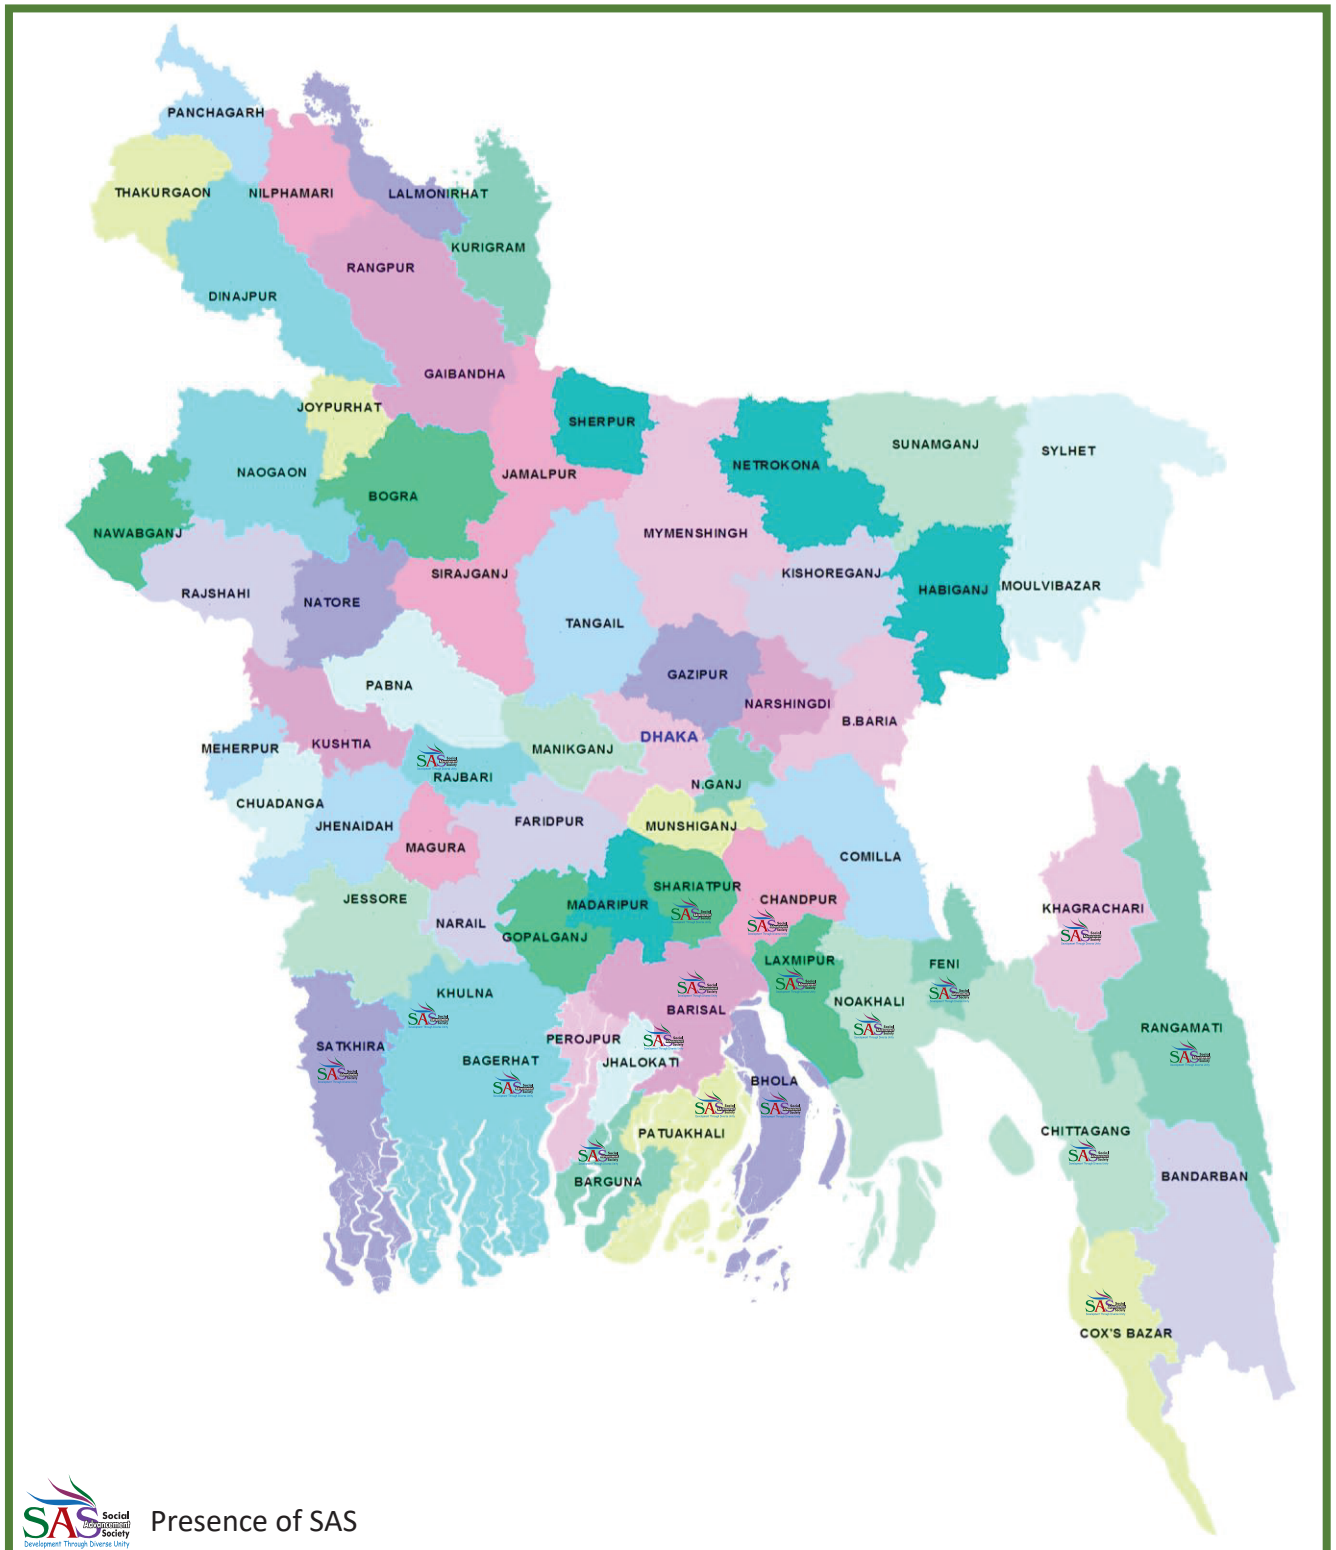 PANCHAGARH
THAKURGAON
NILPHAMARI
LALMONIRHAT
KURIGRAM
RANGPUR
DINAJPUR
GAIBANDHA
JOYPURHAT
SHERPUR
SUNAMGANJ
SYLHET
NETROKONA
NAOGAON
JAMALPUR
BOGRA
NAWABGANJ
MYMENSHINGH
SIRAJGANJ
KISHOREGANJ
HABIGANJ
MOULVIBAZAR
RAJSHAHI
NATORE
TANGAIL
GAZIPUR
PABNA
NARSHINGDI
B.BARIA
DHAKA
KUSHTIA
MEHERPUR
MANIKGANJ
SAS
RAJBARI
N.GANJ
CHUADANGA
FARIDPUR
JHENAIDAH
MUNSHIGANJ
MAGURA
COMILLA
SHARIATPUR
SAS
JESSORE
CHANDPUR
SAS
MADARIPUR
KHAGRACHARI
SAS
NARAIL
GOPALGANJ
LAXMIPUR
SAS
FENI
SAS
KHULNA
SAS
SAS
BARISAL
NOAKHALI
SAS
RANGAMATI
SAS
PEROJPUR
SAS
JHALOKATI
SATKHIRA
SAS
BAGERHAT
SAS
BHOLA
SAS
SAS
PATUAKHALI
CHITTAGANG
SAS
SAS
BARGUNA
BANDARBAN
SAS
COX'S BAZAR
SAS Social
Advancement
Society
Development Through Diverse Unity
Presence of SAS